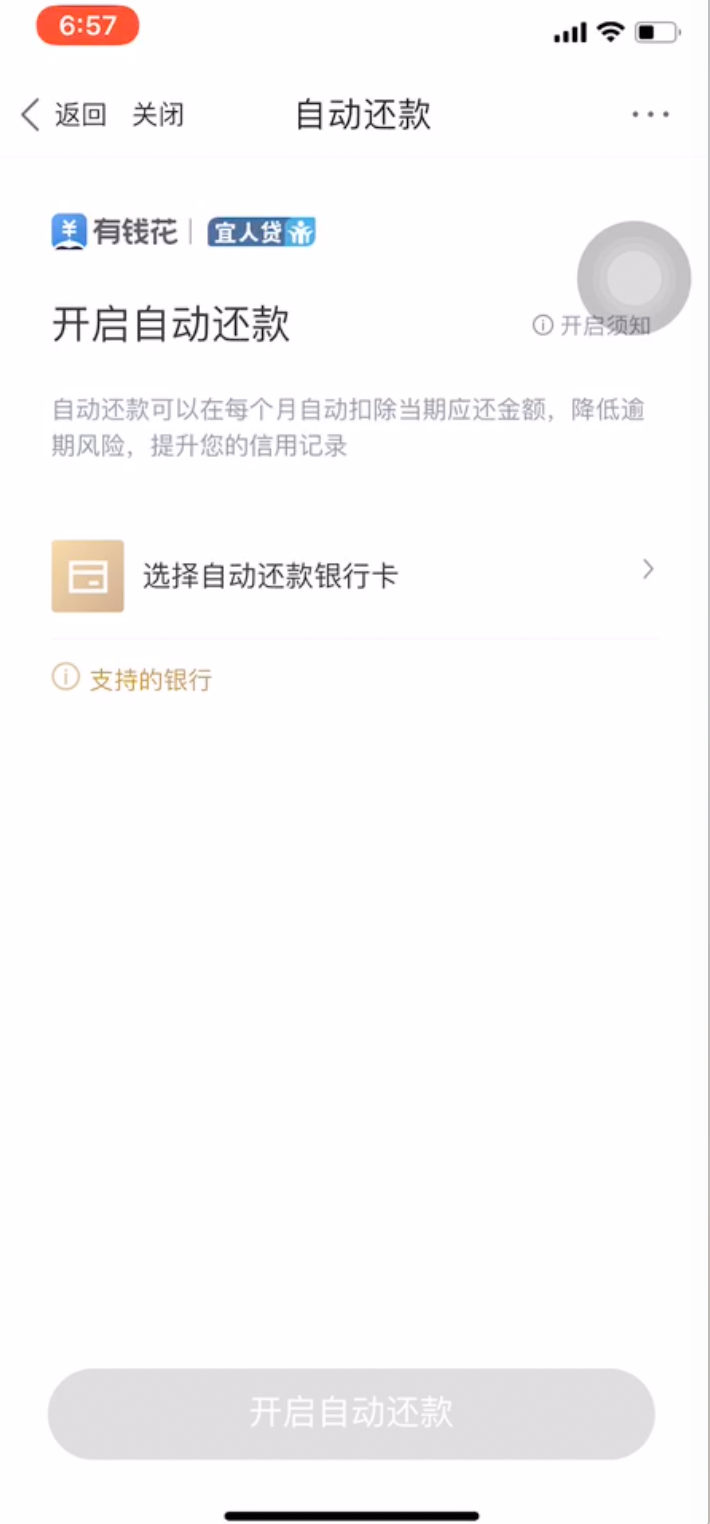 6:57
返回 关闭 自动还款
有钱花 | 宜人贷
开启自动还款
开启须知
自动还款可以在每个月自动扣除当期应还金额，降低逾
期风险，提升您的信用记录
选择自动还款银行卡
支持的银行
开启自动还款